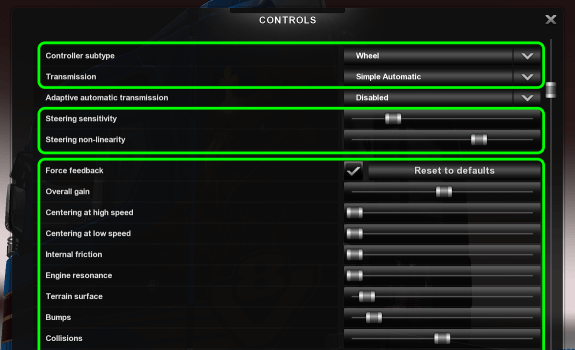 CONTROLS
Controller subtype Wheel
Transmission Simple Automatic
Adaptive automatic transmission Disabled
Steering sensitivity
Steering non-linearity
Force feedback Reset to defaults
Overall gain
Centering at high speed
Centering at low speed
Internal friction
Engine resonance
Terrain surface
Bumps
Collisions